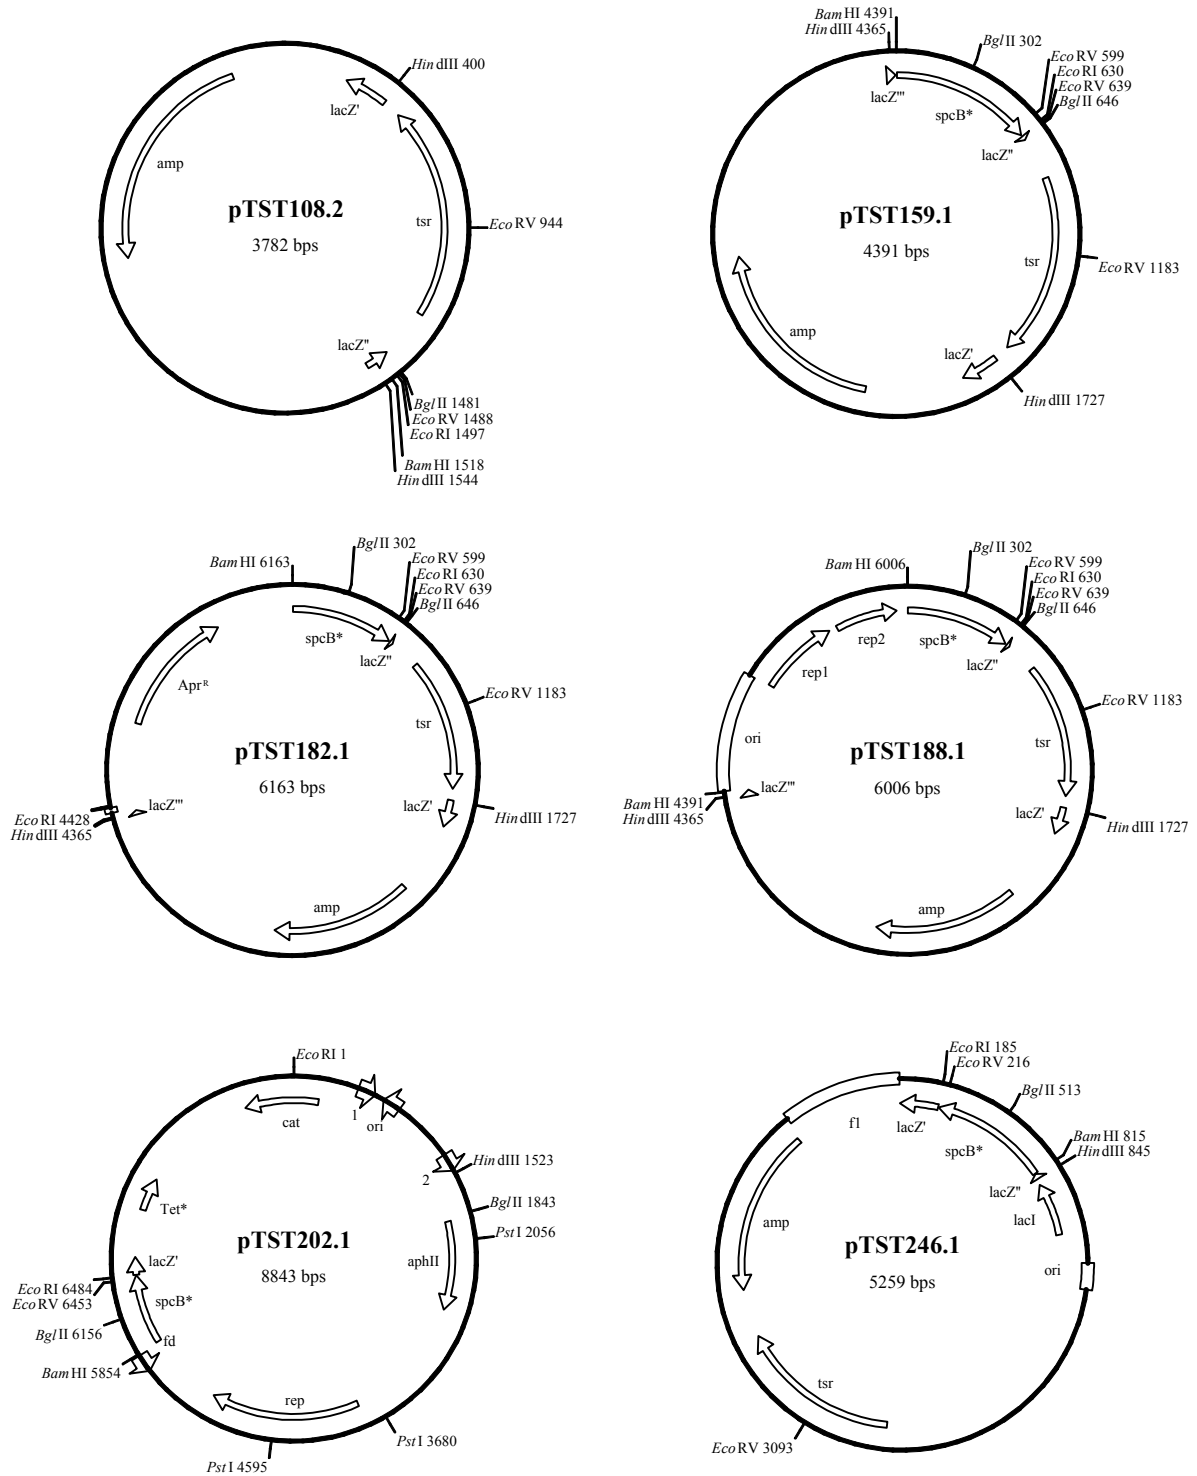 HindIII 400
lacZ'
amp
tsr
pTST108.2
3782 bps
EcoRV 944
lacZ''
BglII 1481
EcoRV 1488
EcoRI 1497
BamHI 1518
HindIII 1544
BamHI 4391
HindIII 4365
BglII 302
EcoRV 599
EcoRI 630
EcoRV 639
BglII 646
lacZ'''
spcB*
lacZ''
pTST159.1
4391 bps
tsr
EcoRV 1183
amp
lacZ'
HindIII 1727
BamHI 6163
BglII 302
EcoRV 599
EcoRI 630
EcoRV 639
BglII 646
spcB*
lacZ''
AprR
EcoRV 1183
tsr
pTST182.1
6163 bps
lacZ'''
lacZ'
EcoRI 4428
HindIII 4365
HindIII 1727
amp
BamHI 6006
BglII 302
EcoRV 599
EcoRI 630
EcoRV 639
BglII 646
rep2
spcB*
rep1
lacZ''
EcoRV 1183
ori
tsr
pTST188.1
6006 bps
lacZ'''
BamHI 4391
HindIII 4365
lacZ'
HindIII 1727
amp
EcoRI 1
cat
1
ori
HindIII 1523
2
BglII 1843
Tet*
PstI 2056
pTST202.1
8843 bps
aphII
lacZ'
EcoRI 6484
EcoRV 6453
spcB*
BglII 6156
fd
BamHI 5854
rep
PstI 3680
PstI 4595
EcoRI 185
EcoRV 216
BglII 513
f1
lacZ'
BamHI 815
HindIII 845
spcB*
lacZ''
lacI
amp
pTST246.1
5259 bps
ori
tsr
EcoRV 3093